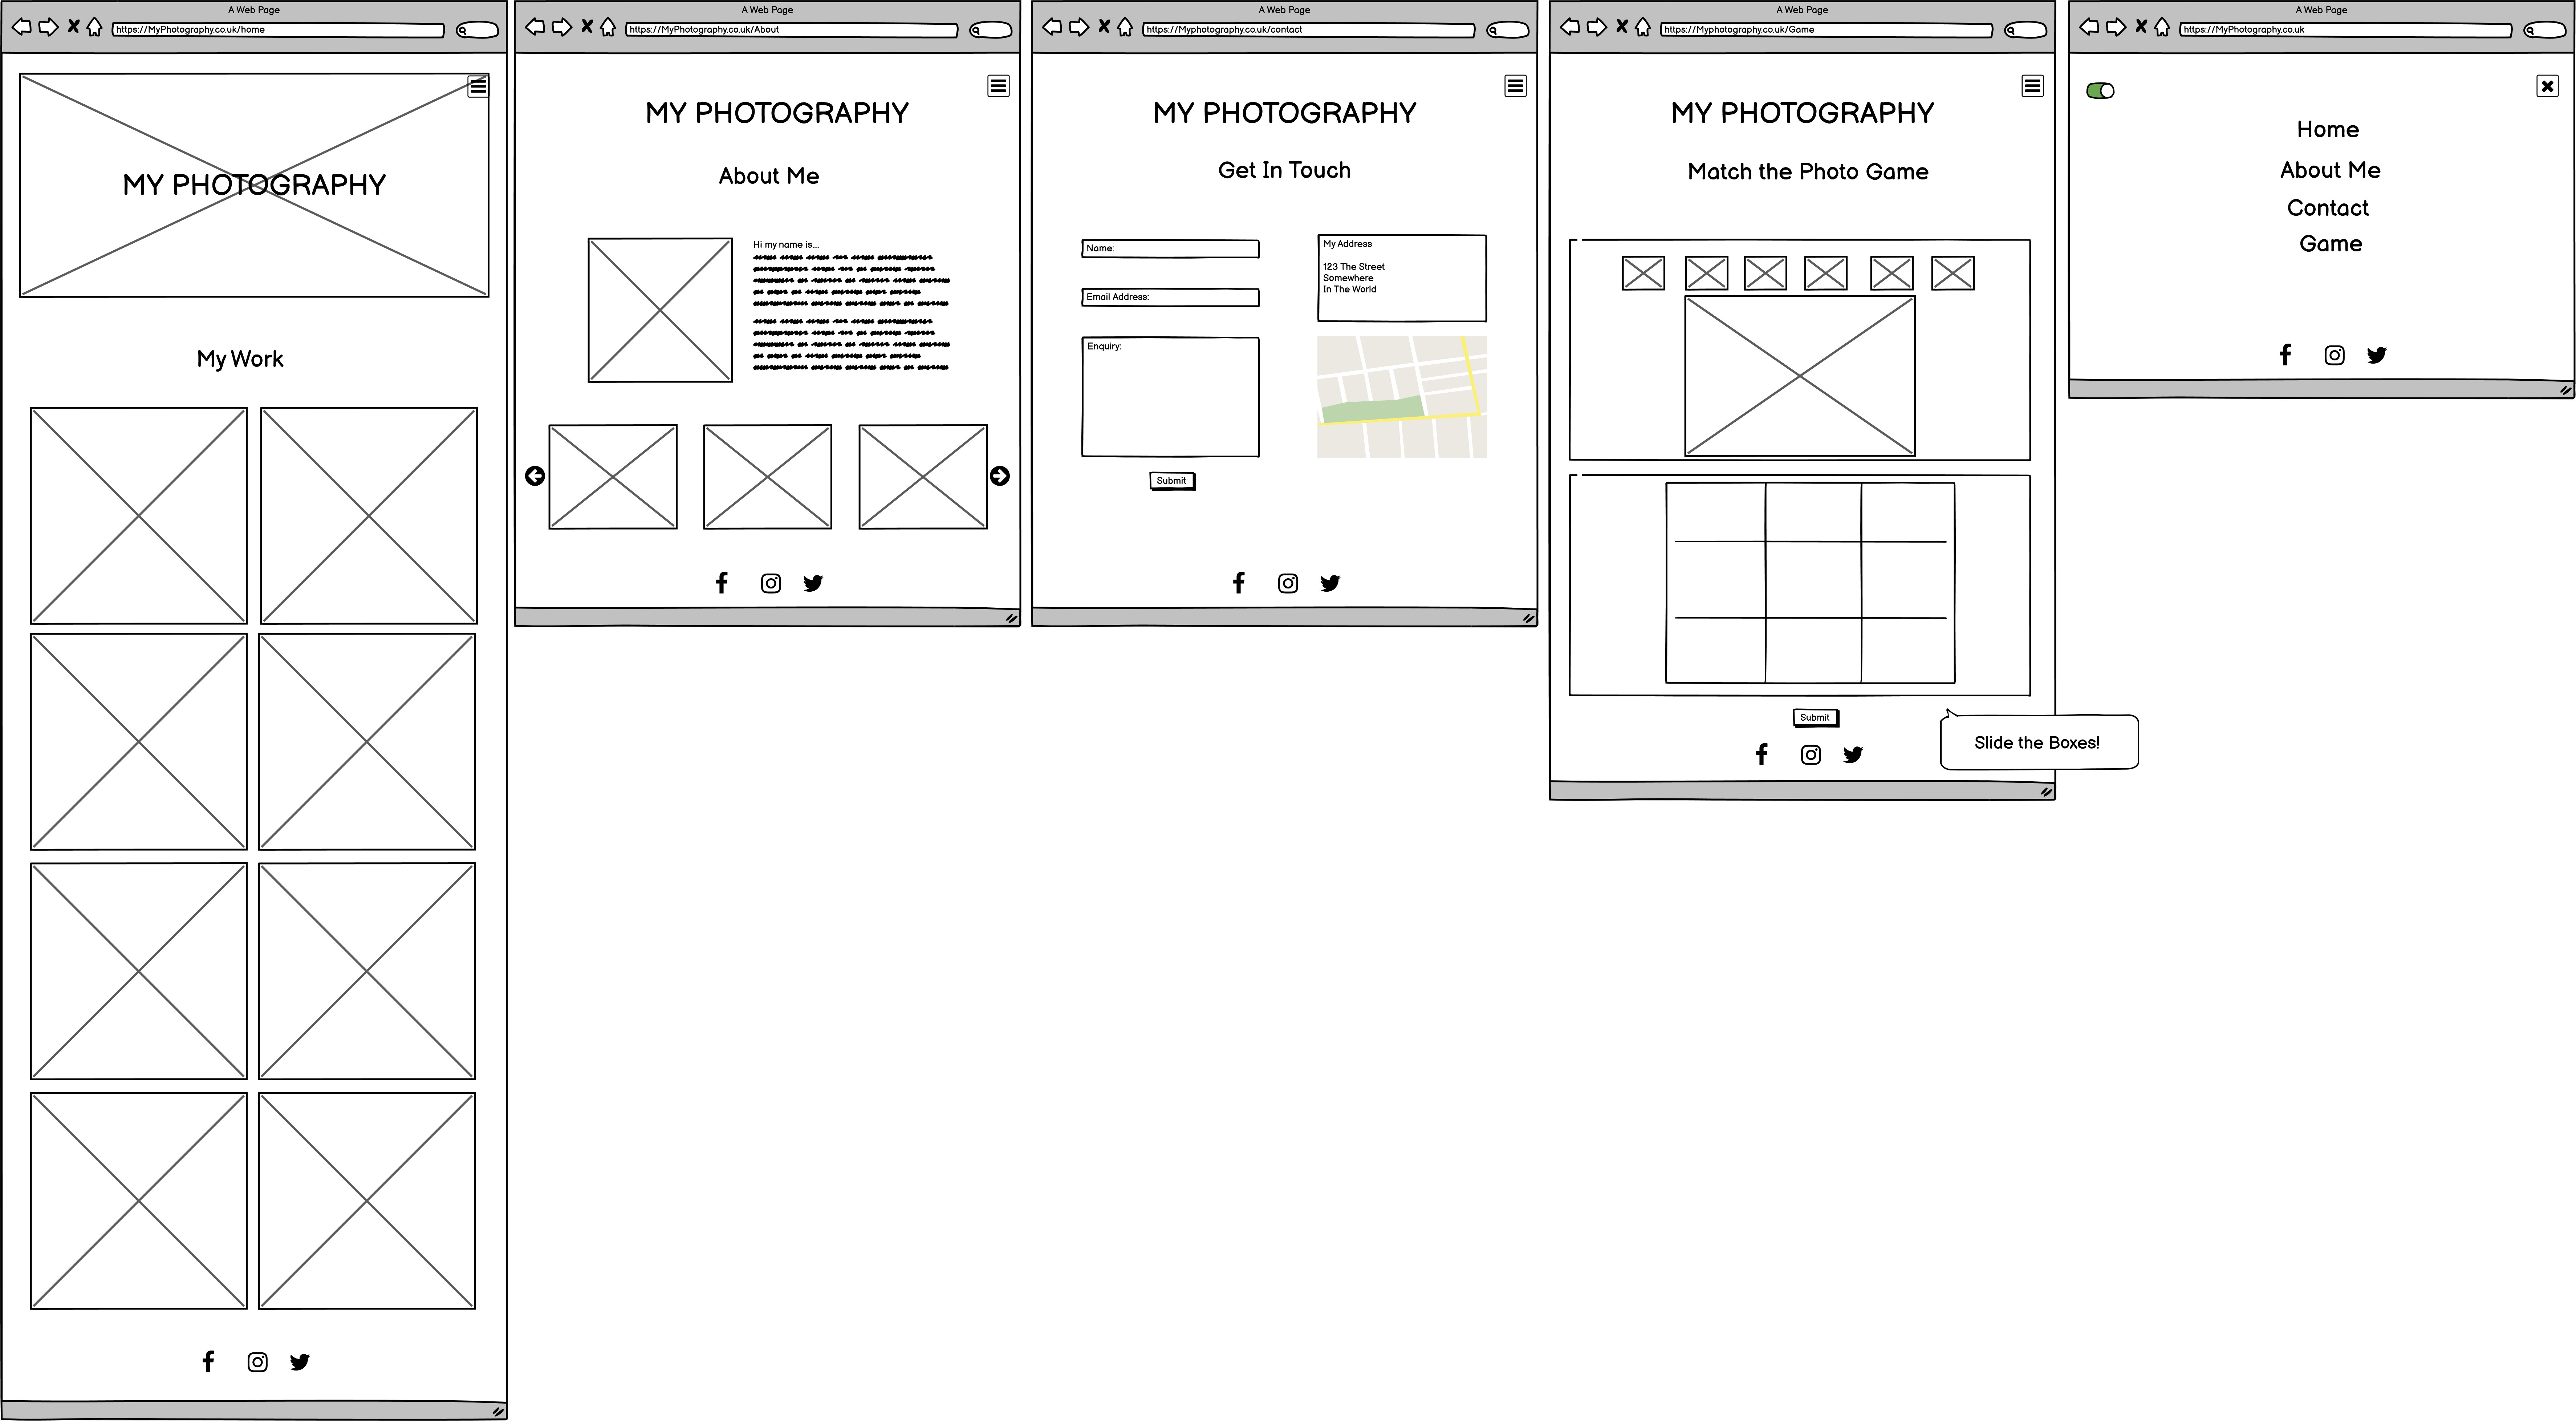 A Web Page
https://MyPhotography.co.uk/home
MY PHOTOGRAPHY
My Work
A Web Page
https://MyPhotography.co.uk/About
MY PHOTOGRAPHY
About Me
Hi my name is...
A Web Page
https://Myphotography.co.uk/contact
MY PHOTOGRAPHY
Get In Touch
Name:
Email Address:
Enquiry:
Submit
My Address
123 The Street
Somewhere
In The World
A Web Page
https://Myphotography.co.uk/Game
MY PHOTOGRAPHY
Match the Photo Game
Submit
Slide the Boxes!
A Web Page
https://MyPhotography.co.uk
Home
About Me
Contact
Game